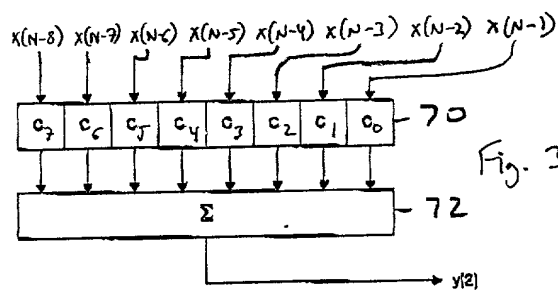 x(N-8) x(N-7) x(N-6) x(N-5) x(N-4) x(N-3) x(N-2) x(N-1)
C7 C6 C5 C4 C3 C2 C1 C0 70
Fig. 3
Σ 72
y[2]